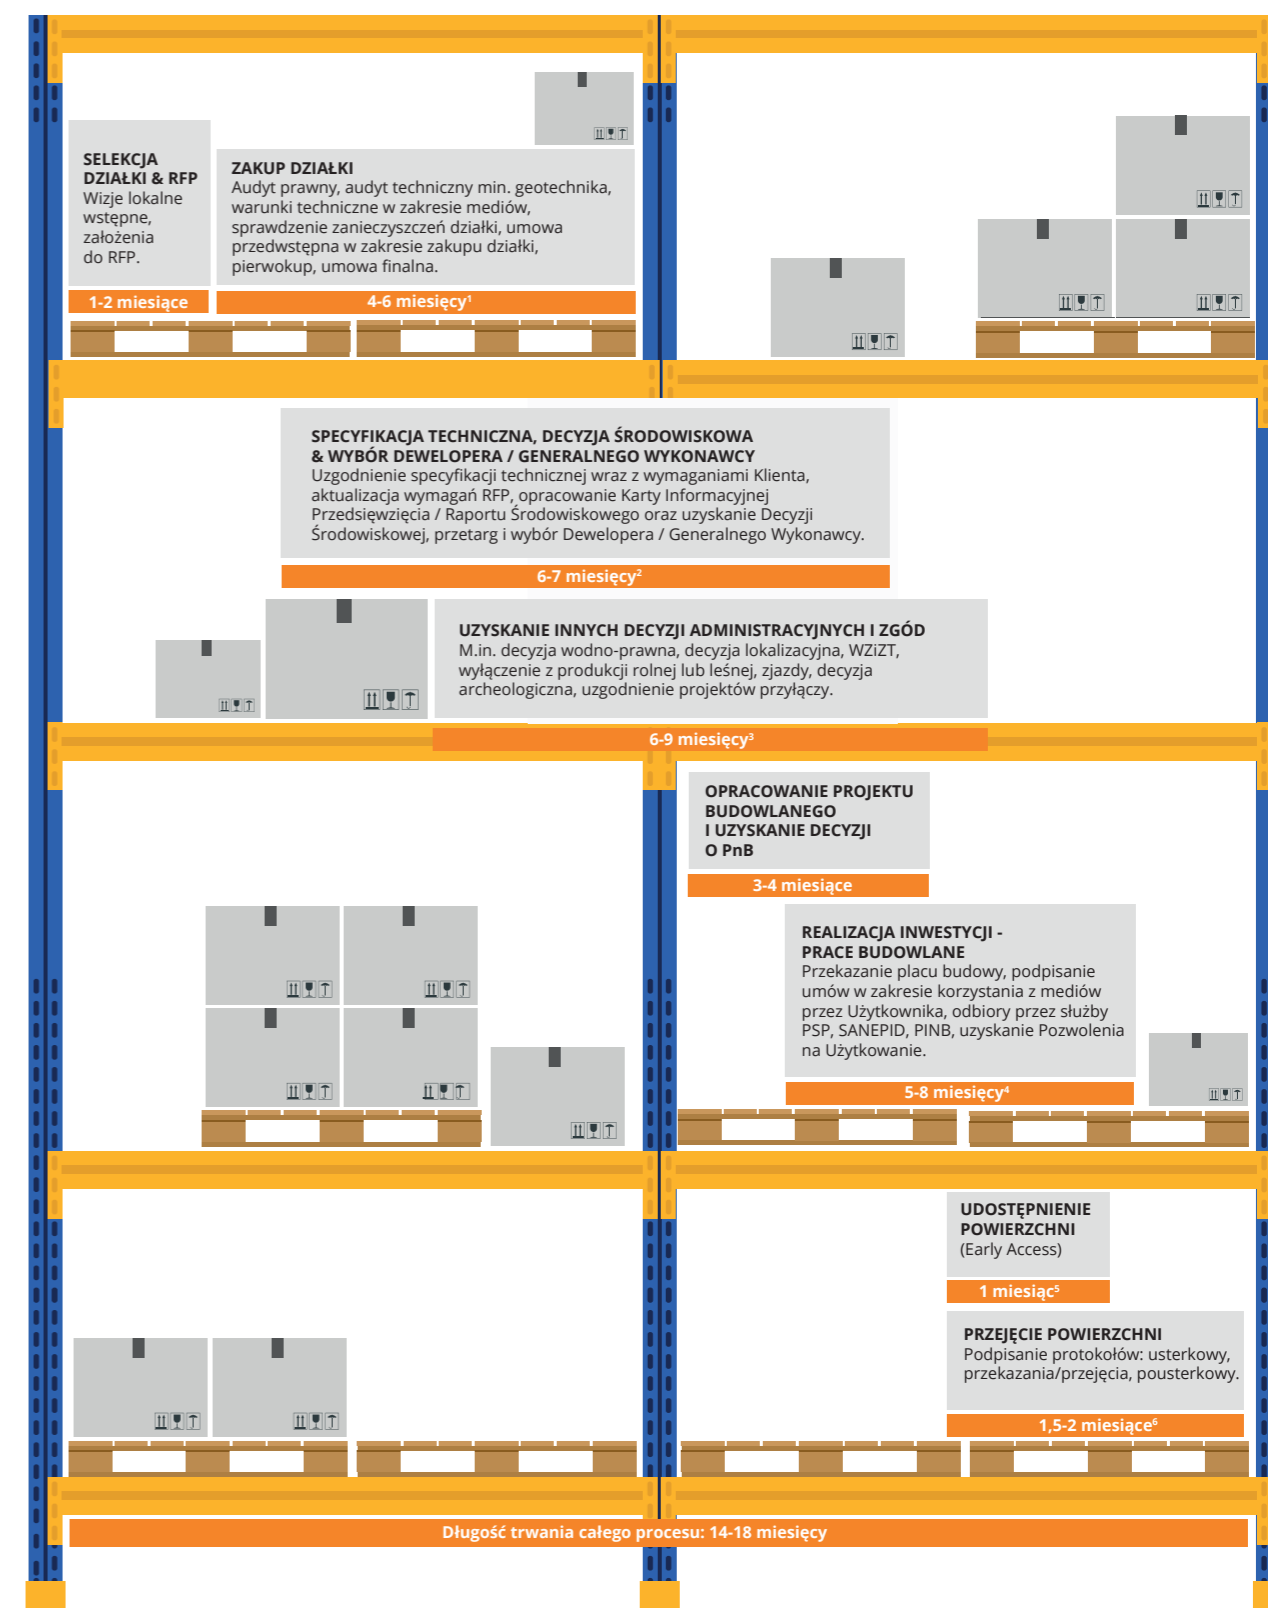 SELEKCJA
DZIAŁKI & RFP
Wizje lokalne
wstępne,
założenia
do RFP.
1-2 miesiące
ZAKUP DZIAŁKI
Audyt prawny, audyt techniczny min. geotechnika,
warunki techniczne w zakresie mediów,
sprawdzenie zanieczyszczeń działki, umowa
przedwstępna w zakresie zakupu działki,
pierwokup, umowa finalna.
4-6 miesięcy¹
SPECYFIKACJA TECHNICZNA, DECYZJA ŚRODOWISKOWA
& WYBÓR DEWELOPERA / GENERALNEGO WYKONAWCY
Uzgodnienie specyfikacji technicznej wraz z wymaganiami Klienta,
aktualizacja wymagań RFP, opracowanie Karty Informacyjnej
Przedsięwzięcia / Raportu Środowiskowego oraz uzyskanie Decyzji
Środowiskowej, przetarg i wybór Dewelopera / Generalnego Wykonawcy.
6-7 miesięcy²
UZYSKANIE INNYCH DECYZJI ADMINISTRACYJNYCH I ZGÓD
M.in. decyzja wodno-prawna, decyzja lokalizacyjna, WZiZT,
wyłączenie z produkcji rolnej lub leśnej, zjazdy, decyzja
archeologiczna, uzgodnienie projektów przyłączy.
6-9 miesięcy³
OPRACOWANIE PROJEKTU
BUDOWLANEGO
I UZYSKANIE DECYZJI
O PnB
3-4 miesiące
REALIZACJA INWESTYCJI -
PRACE BUDOWLANE
Przekazanie placu budowy, podpisanie
umów w zakresie korzystania z mediów
przez Użytkownika, odbiory przez służby
PSP, SANEPID, PINB, uzyskanie Pozwolenia
na Użytkowanie.
5-8 miesięcy⁴
UDOSTĘPNIENIE
POWIERZCHNI
(Early Access)
1 miesiąc⁵
PRZEJĘCIE POWIERZCHNI
Podpisanie protokołów: usterkowy,
przekazania/przejęcia, pousterkowy.
1,5-2 miesiące⁶
Długość trwania całego procesu: 14-18 miesięcy